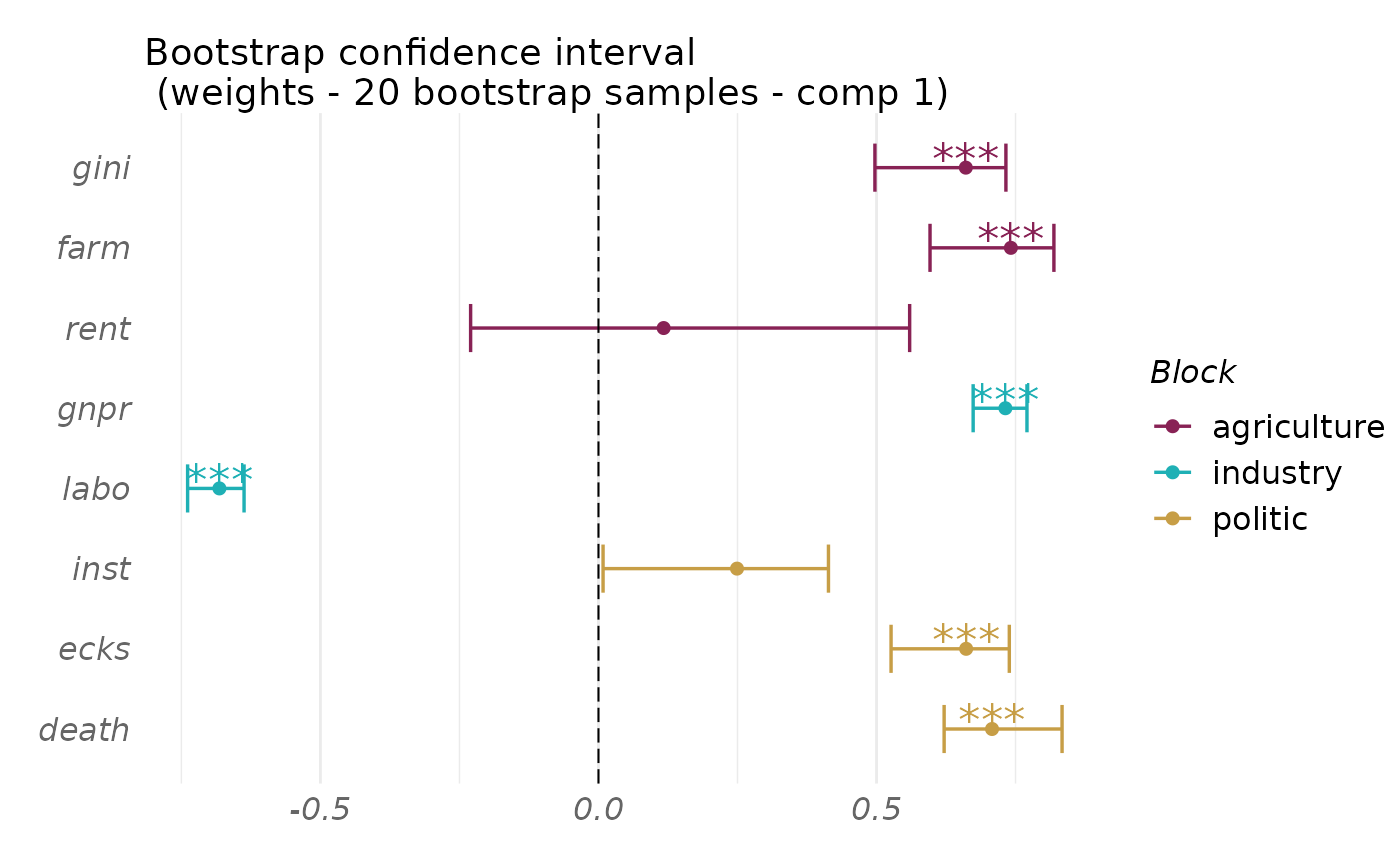 Bootstrap confidence interval
(weights - 20 bootstrap samples - comp 1)
gini
***
farm
***
rent
gnpr
***
labo
***
inst
ecks
***
death
***
-0.5
0.0
0.5
Block
agriculture
industry
politic